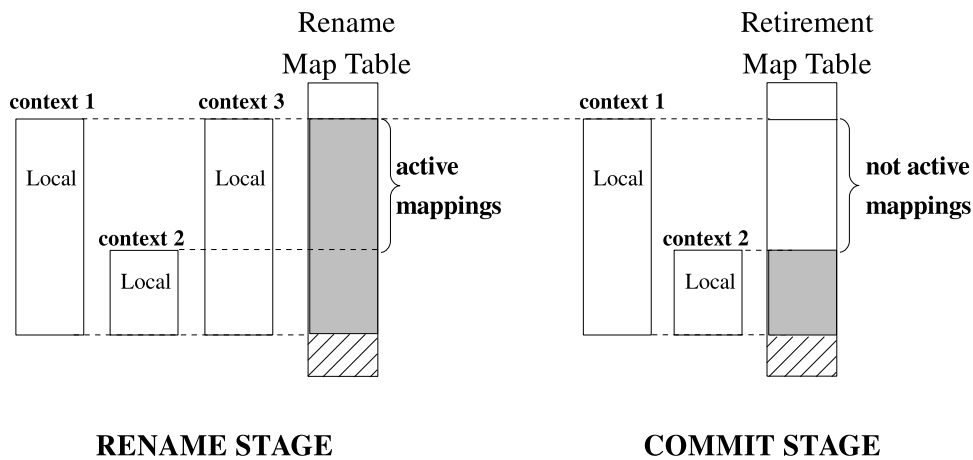 Rename
Map Table
context 1
context 3
Local
Local
active
mappings
context 2
Local
RENAME STAGE
Retirement
Map Table
context 1
Local
not active
mappings
context 2
Local
COMMIT STAGE